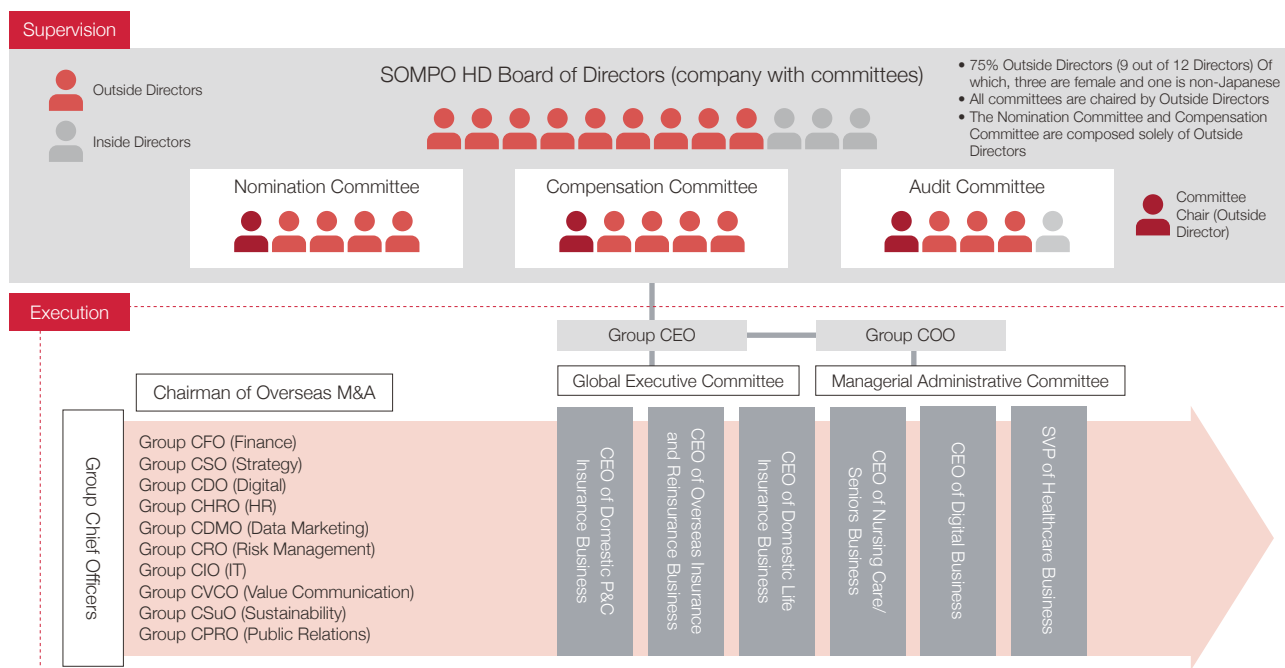 Supervision
Outside Directors
Inside Directors
SOMPO HD Board of Directors (company with committees)
• 75% Outside Directors (9 out of 12 Directors) Of
which, three are female and one is non-Japanese
• All committees are chaired by Outside Directors
• The Nomination Committee and Compensation
Committee are composed solely of Outside
Directors
Nomination Committee
Compensation Committee
Audit Committee
Committee
Chair (Outside
Director)
Execution
Group CEO
Group COO
Global Executive Committee
Managerial Administrative Committee
Chairman of Overseas M&A
Group Chief Officers
Group CFO (Finance)
Group CSO (Strategy)
Group CDO (Digital)
Group CHRO (HR)
Group CDMO (Data Marketing)
Group CRO (Risk Management)
Group CIO (IT)
Group CVCO (Value Communication)
Group CSuO (Sustainability)
Group CPRO (Public Relations)
CEO of Domestic P&C
Insurance Business
CEO of Overseas Insurance
and Reinsurance Business
CEO of Domestic Life
Insurance Business
CEO of Nursing Care/
Seniors Business
CEO of Digital Business
SVP of Healthcare Business